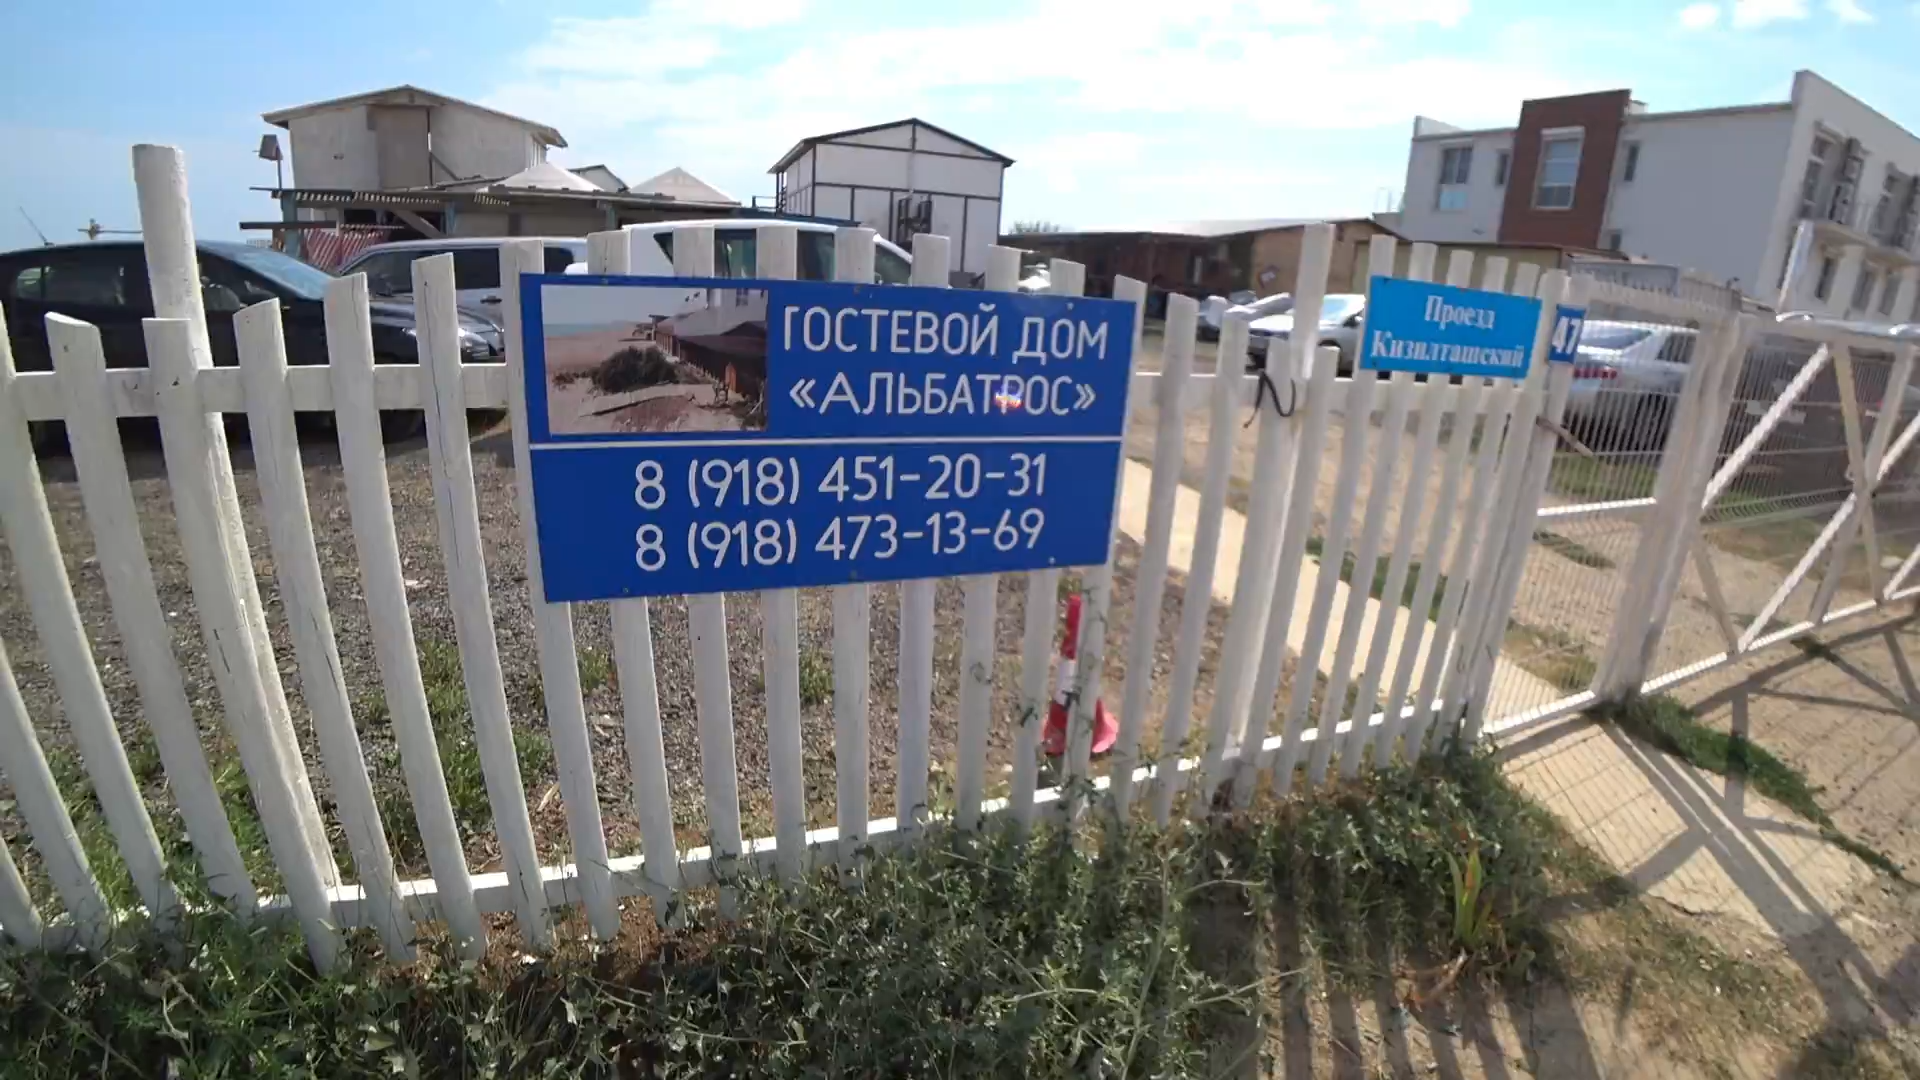 ГОСТЕВОЙ ДОМ
«АЛЬБАТРОС»
8 (918) 451-20-31
8 (918) 473-13-69
Проезд
Кизилташский
47